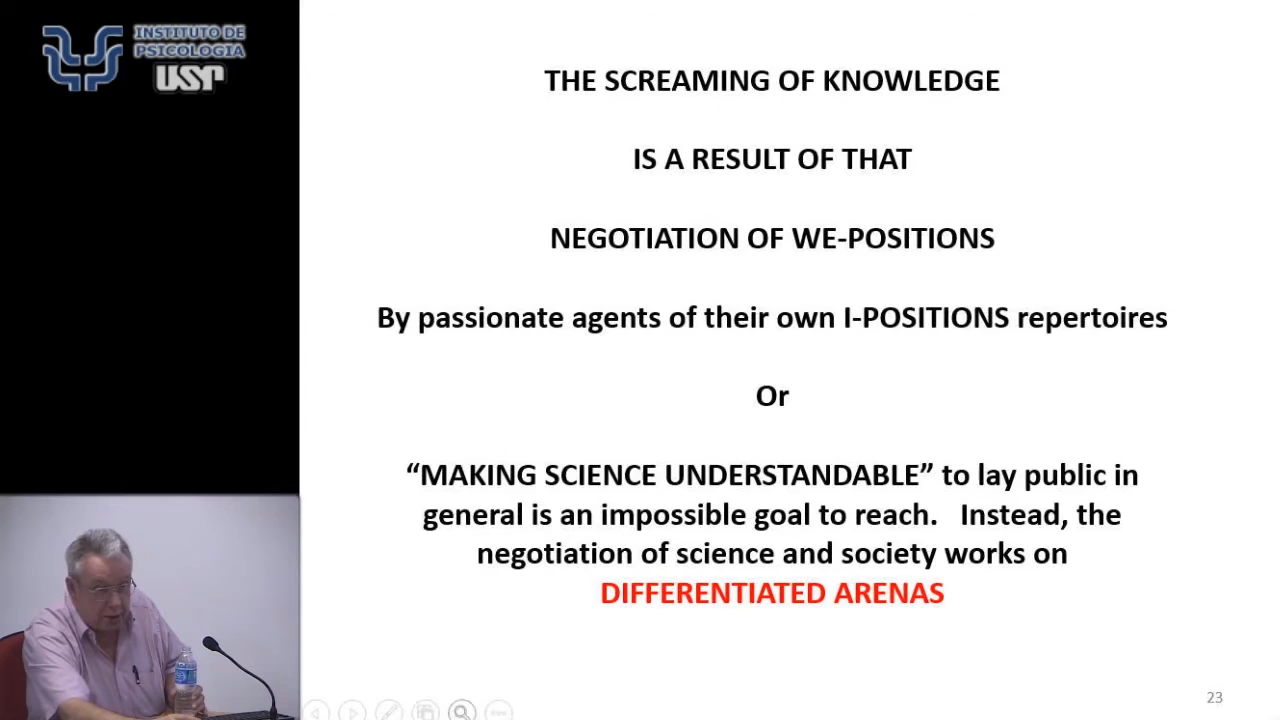 INSTITUTO DE
PSICOLOGIA
USP
THE SCREAMING OF KNOWLEDGE
IS A RESULT OF THAT
NEGOTIATION OF WE-POSITIONS
By passionate agents of their own I-POSITIONS repertoires
Or
“MAKING SCIENCE UNDERSTANDABLE” to lay public in
general is an impossible goal to reach. Instead, the
negotiation of science and society works on
DIFFERENTIATED ARENAS
23